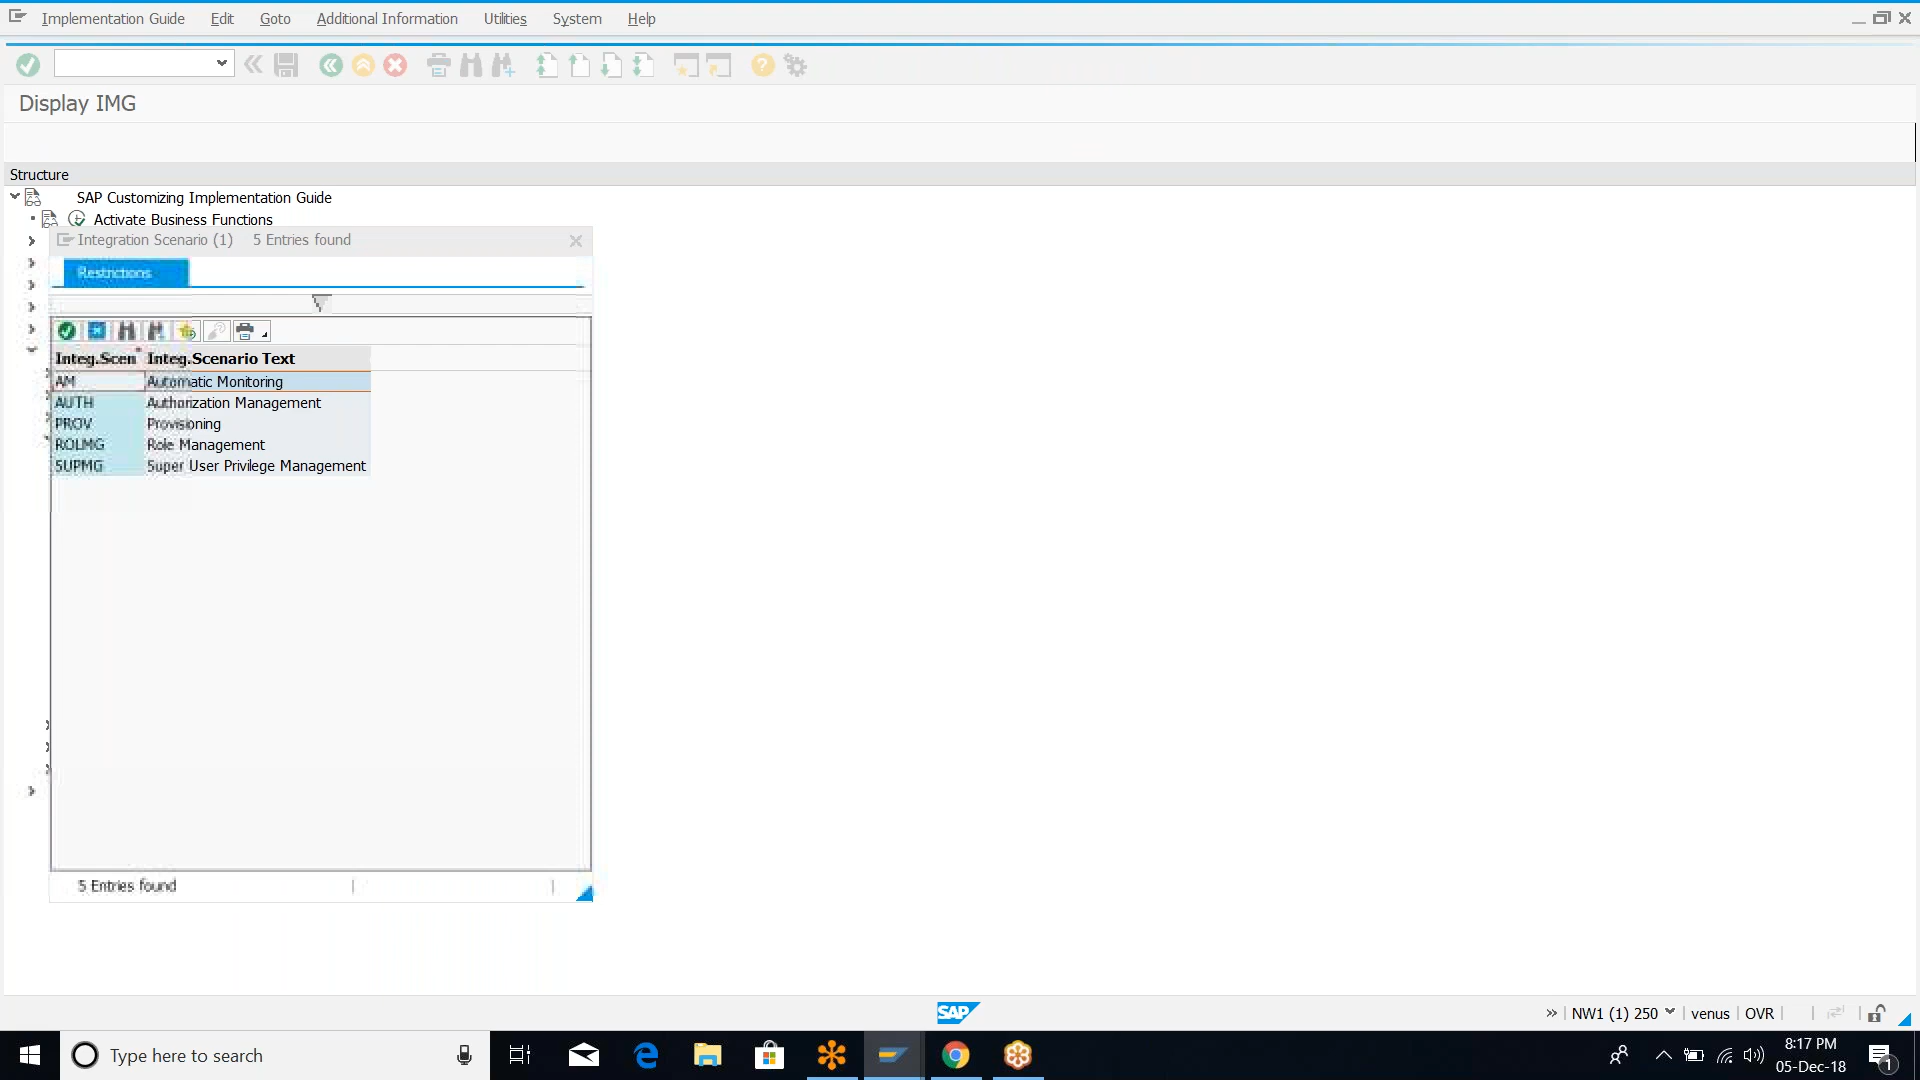 Implementation Guide Edit Goto Additional Information Utilities System Help
Display IMG
Structure
SAP Customizing Implementation Guide
Activate Business Functions
Integration Scenario (1) 5 Entries found
Restrictions
Integ.Scen Integ.Scenario Text
AM Automatic Monitoring
AUTH Authorization Management
PROV Provisioning
ROLMG Role Management
SUPMG Super User Privilege Management
5 Entries found
SAP
NW1 (1) 250 venus OVR
Type here to search
8:17 PM
05-Dec-18
1